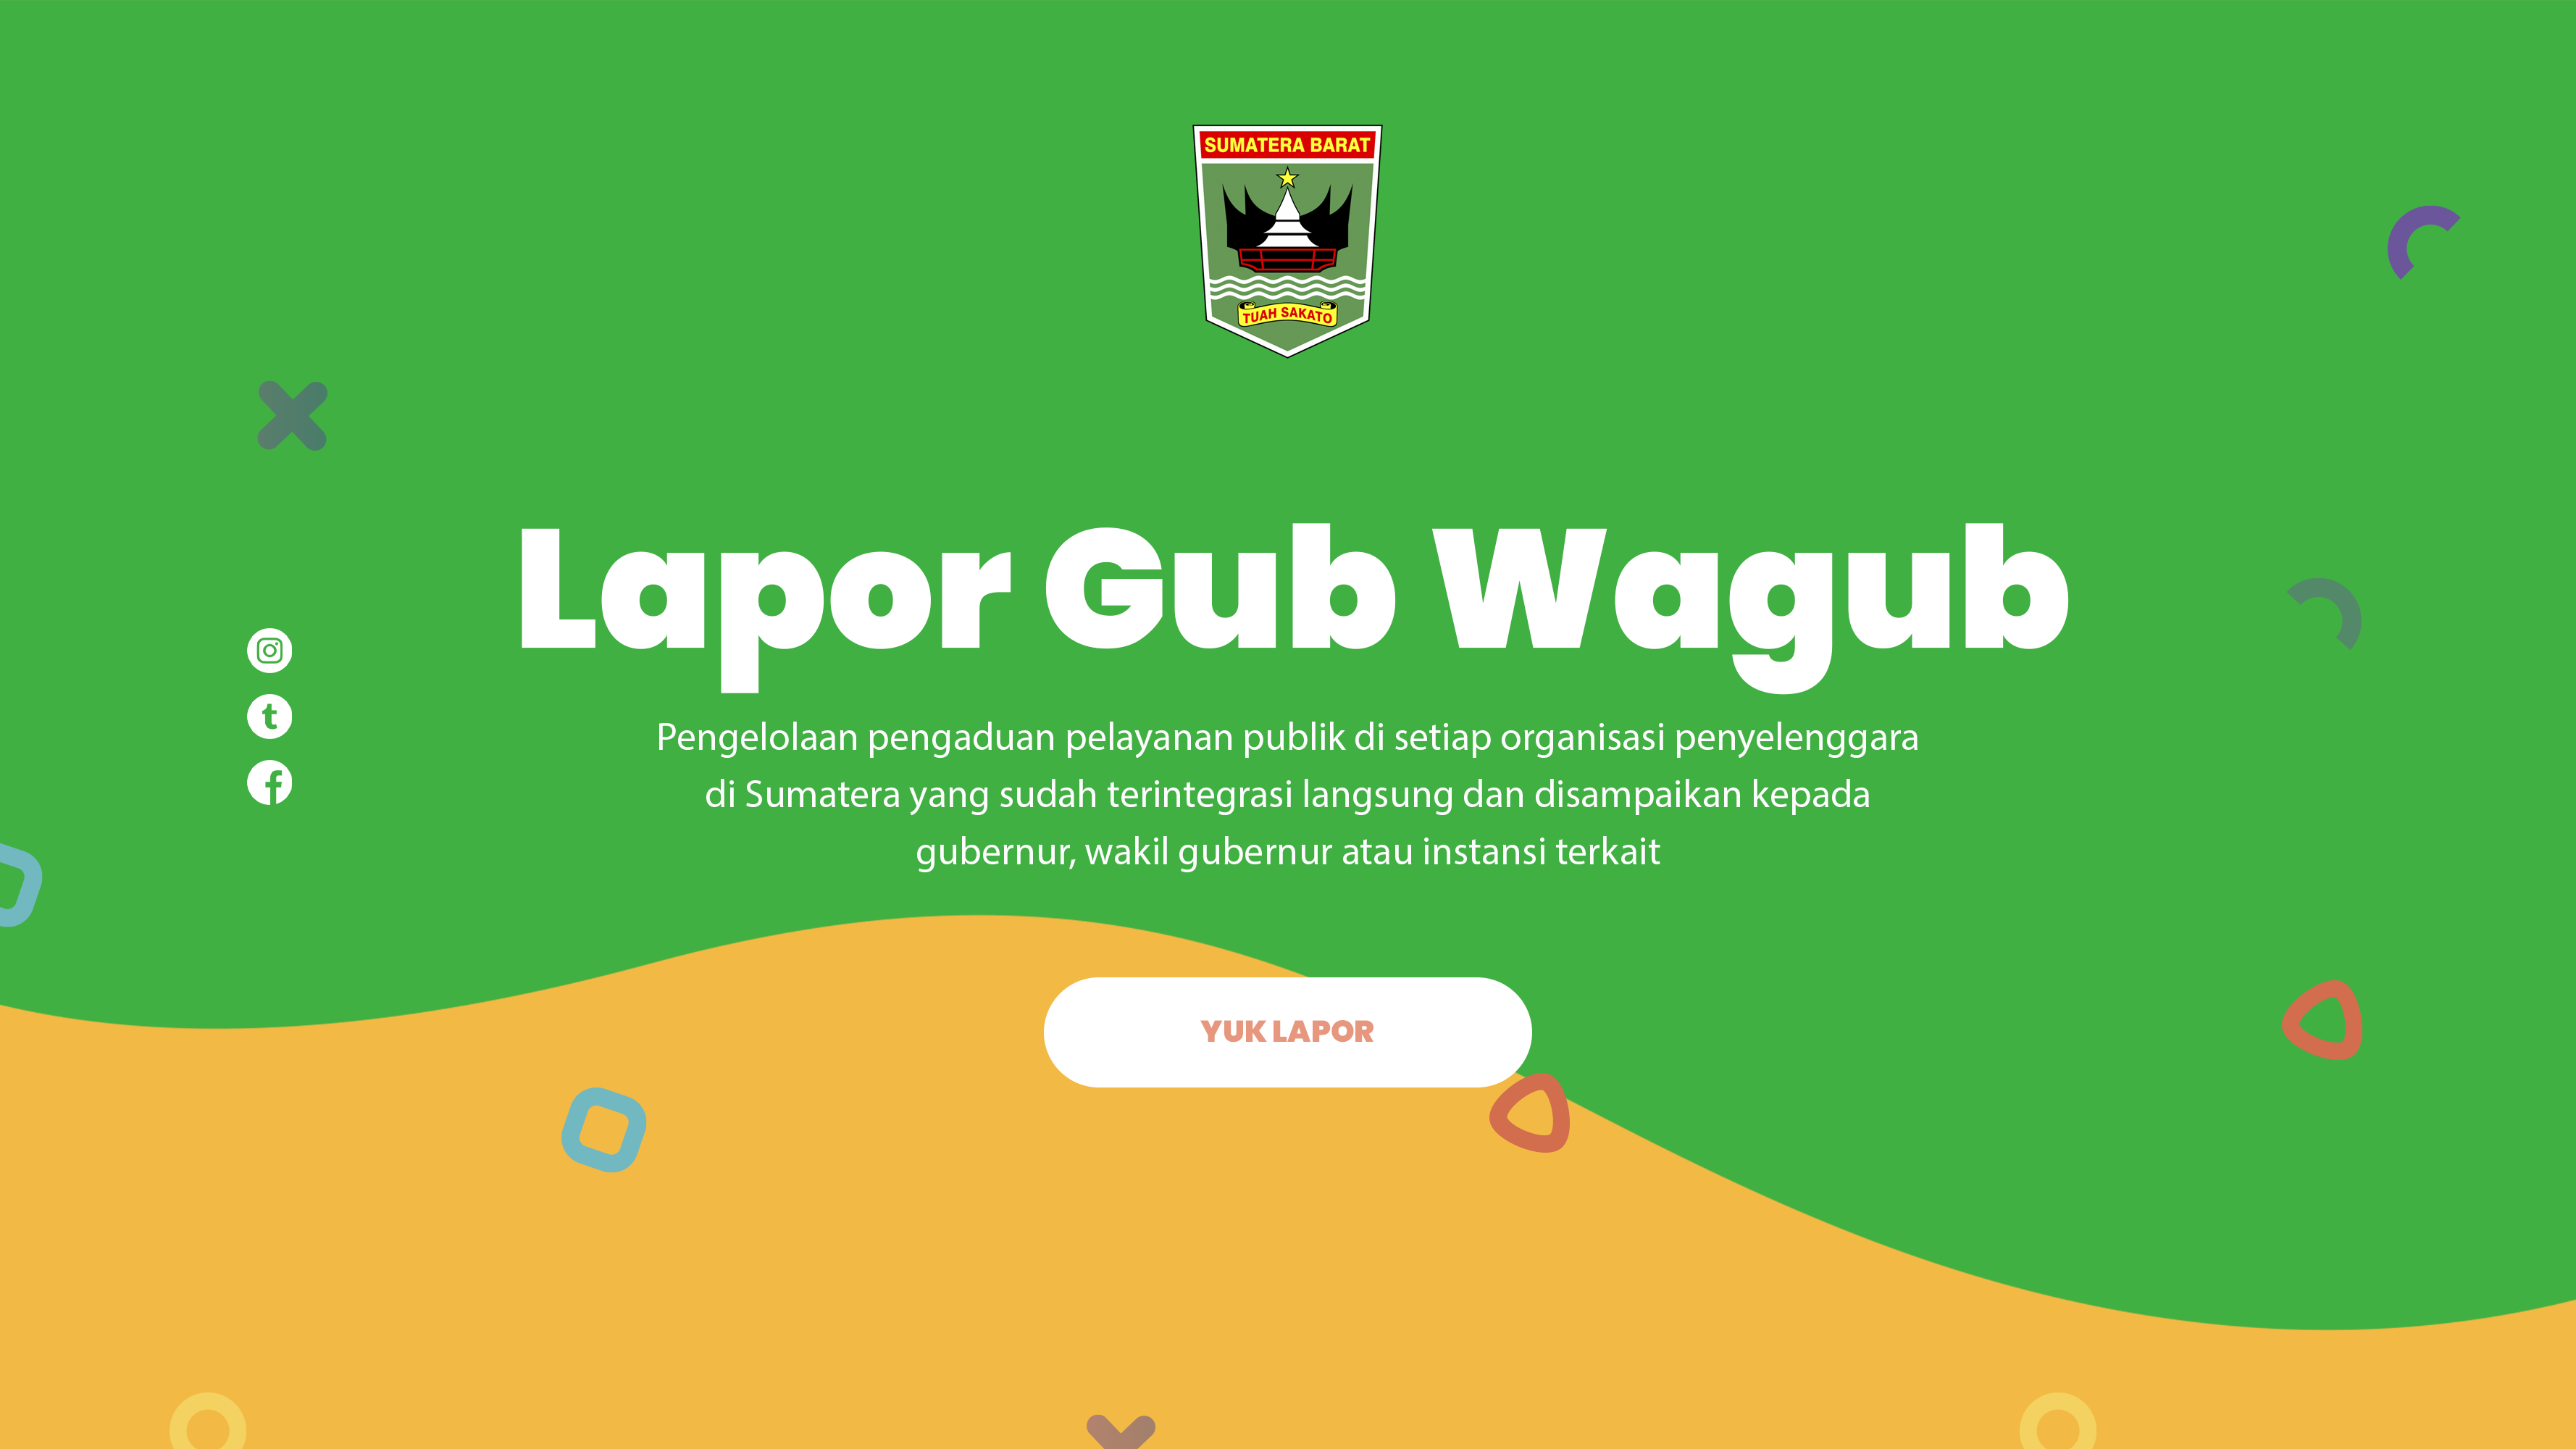 SUMATERA BARAT
TUAH SAKATO
Lapor Gub Wagub
Pengelolaan pengaduan pelayanan publik di setiap organisasi penyelenggara
di Sumatera yang sudah terintegrasi langsung dan disampaikan kepada
gubernur, wakil gubernur atau instansi terkait
YUK LAPOR